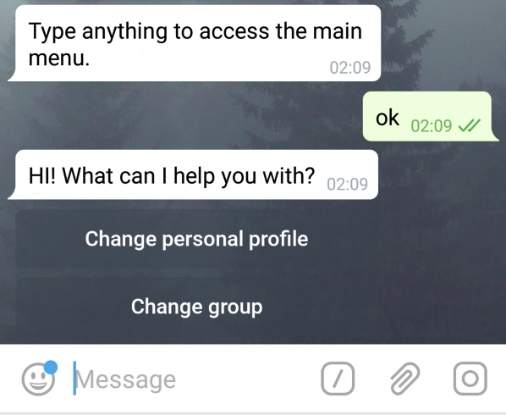 Type anything to access the main
menu.
02:09
ok 02:09
HI! What can I help you with? 02:09
Change personal profile
Change group
Message